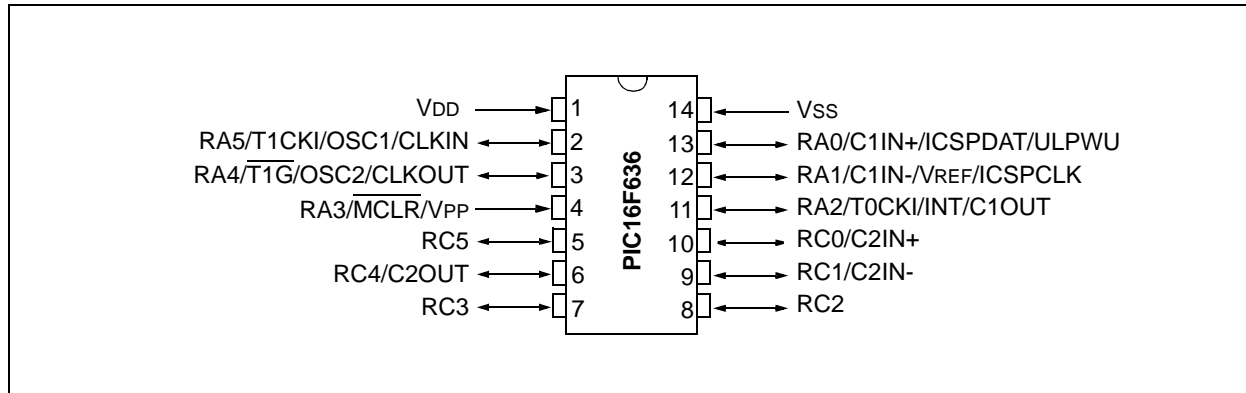 VDD 1 14 VSS
RA5/T1CKI/OSC1/CLKIN 2 13 RA0/C1IN+/ICSPDAT/ULPWU
RA4/T1G/OSC2/CLKOUT 3 12 RA1/C1IN-/VREF/ICSPCLK
RA3/MCLR/VPP 4 11 RA2/T0CKI/INT/C1OUT
RC5 5 10 RC0/C2IN+
RC4/C2OUT 6 9 RC1/C2IN-
RC3 7 8 RC2
PIC16F636